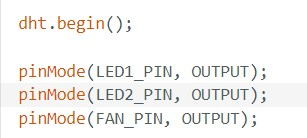 dht.begin();
pinMode(LED1_PIN, OUTPUT);
pinMode(LED2_PIN, OUTPUT);
pinMode(FAN_PIN, OUTPUT);